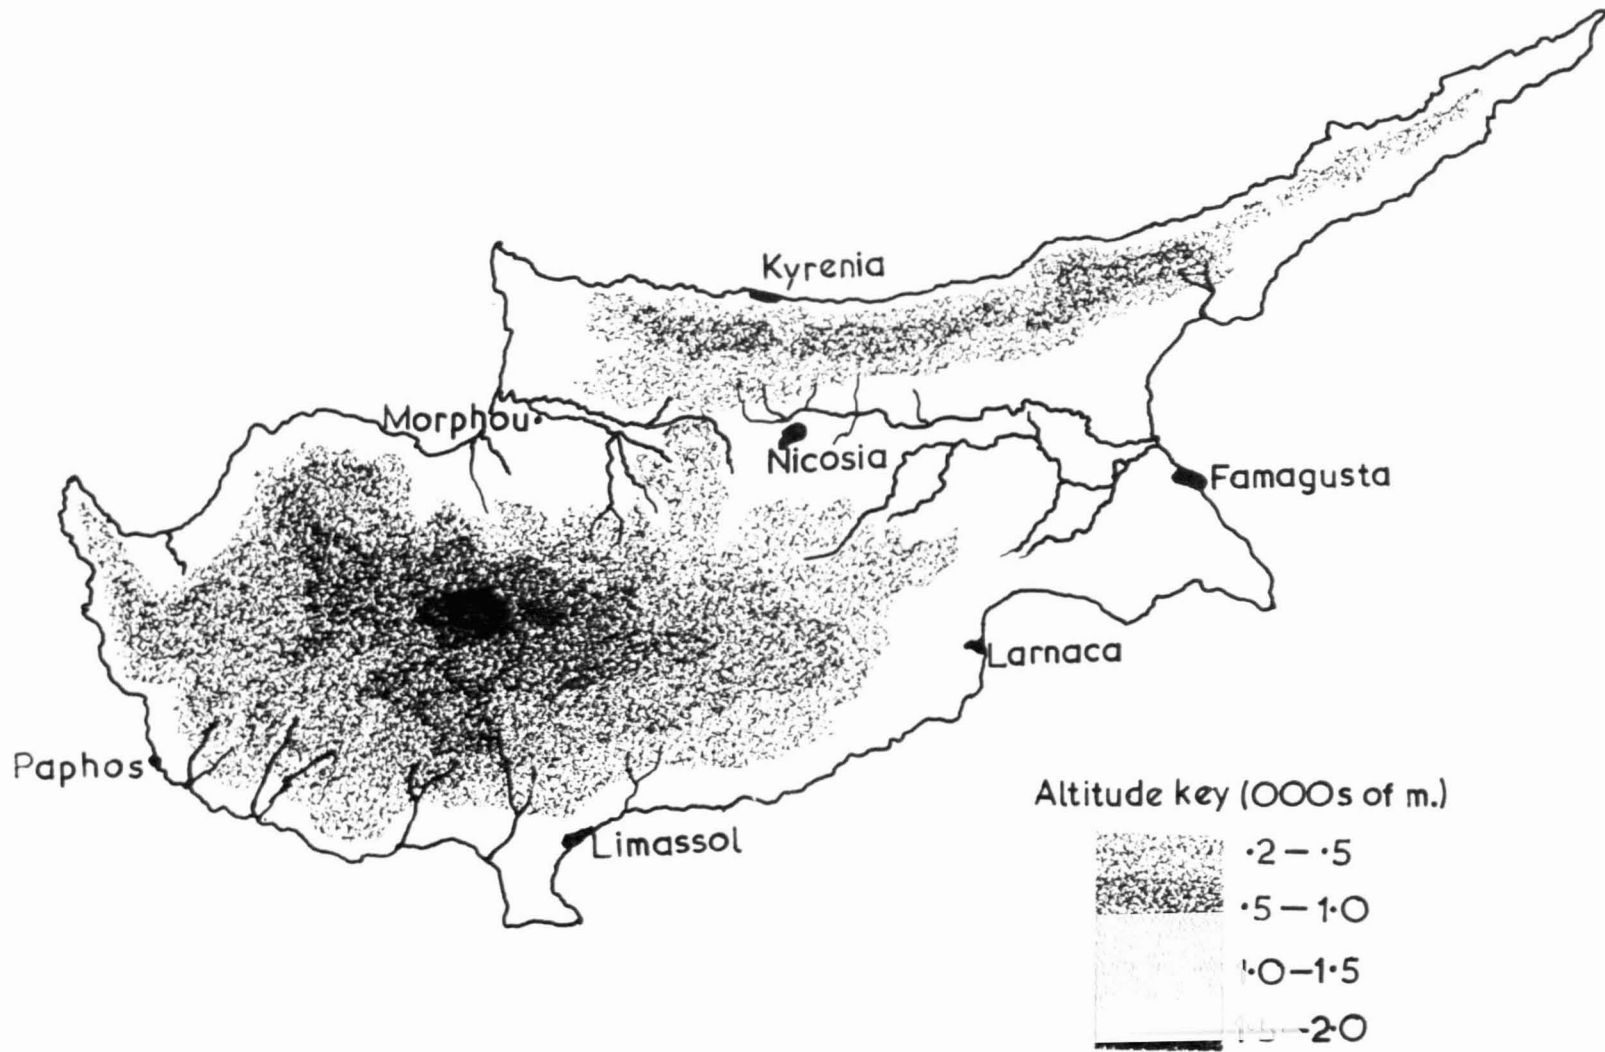 Kyrenia
Morphou
Nicosia
Famagusta
Larnaca
Paphos
Limassol
Altitude key (000s of m.)
·2 – ·5
·5 – 1·0
1·0 – 1·5
– 2·0